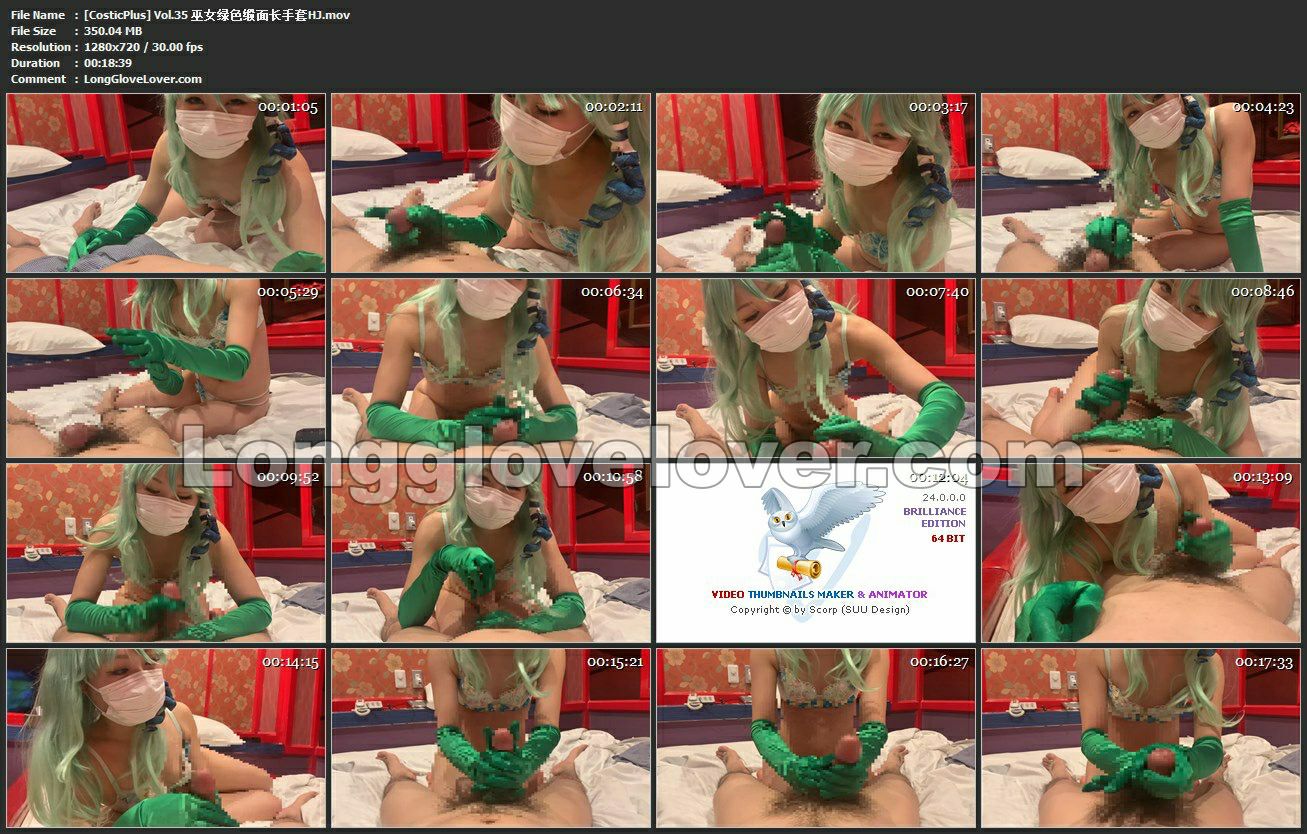 File Name : [CosticPlus] Vol.35 巫女绿色缎面长手套HJ.mov
File Size : 350.04 MB
Resolution : 1280x720 / 30.00 fps
Duration : 00:18:39
Comment : LongGloveLover.com
00:01:05
00:02:11
00:03:17
00:04:23
00:05:29
00:06:34
00:07:40
00:08:46
Longglovelover.com
00:09:52
00:10:58
00:12:04
24.0.0.0
BRILLIANCE
EDITION
64 BIT
VIDEO THUMBNAILS MAKER & ANIMATOR
Copyright © by Scorp (SUU Design)
00:13:09
00:14:15
00:15:21
00:16:27
00:17:33